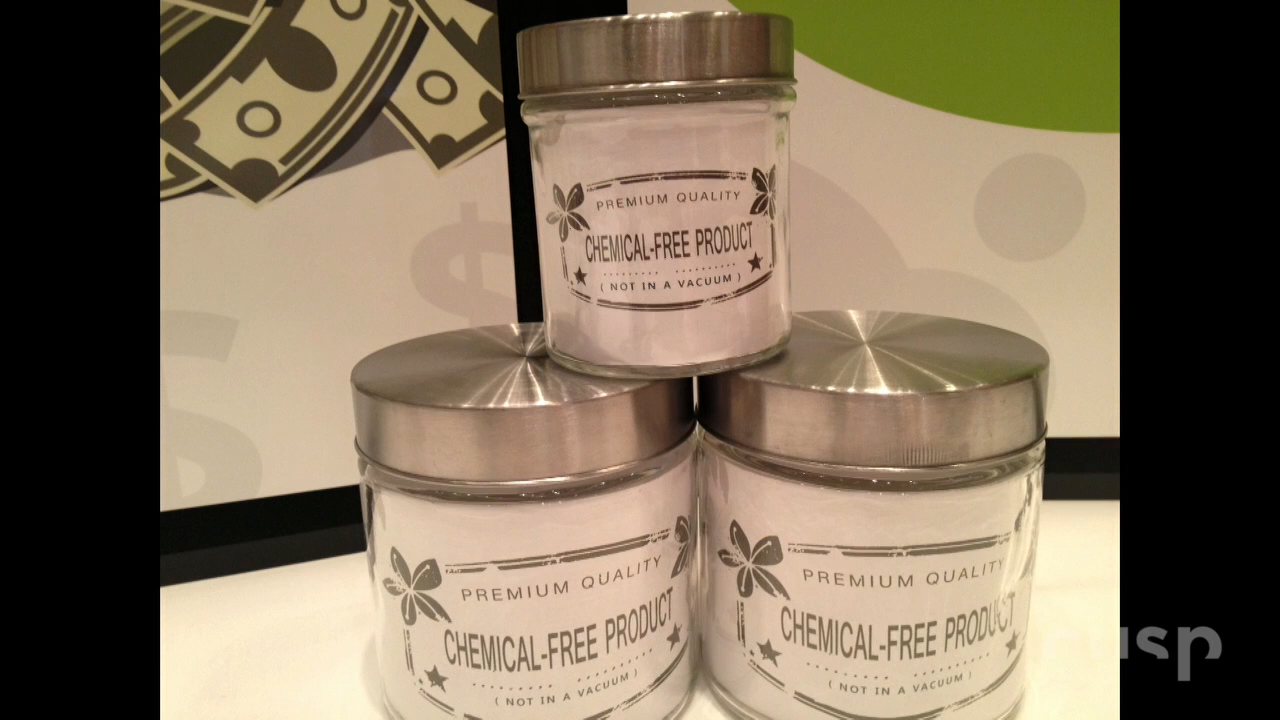 PREMIUM QUALITY
CHEMICAL-FREE PRODUCT
( NOT IN A VACUUM )
PREMIUM QUALITY
CHEMICAL-FREE PRODUCT
( NOT IN A VACUUM )
PREMIUM QUALITY
CHEMICAL-FREE PRODUCT
( NOT IN A VACUUM )
$